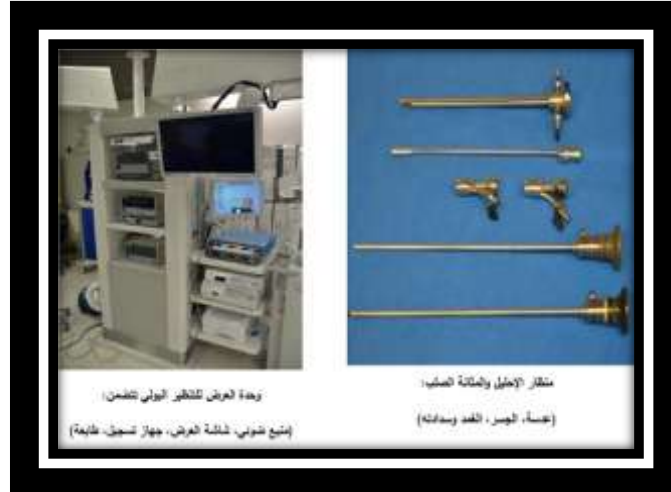 منظار الإحليل والمثانة الصلب:
(عدسة، الجسر، الغمد وسدادته)
وحدة العرض للتنظير البولي تتضمن:
(منبع ضوئي، شاشة العرض، جهاز تسجيل، طابعة)